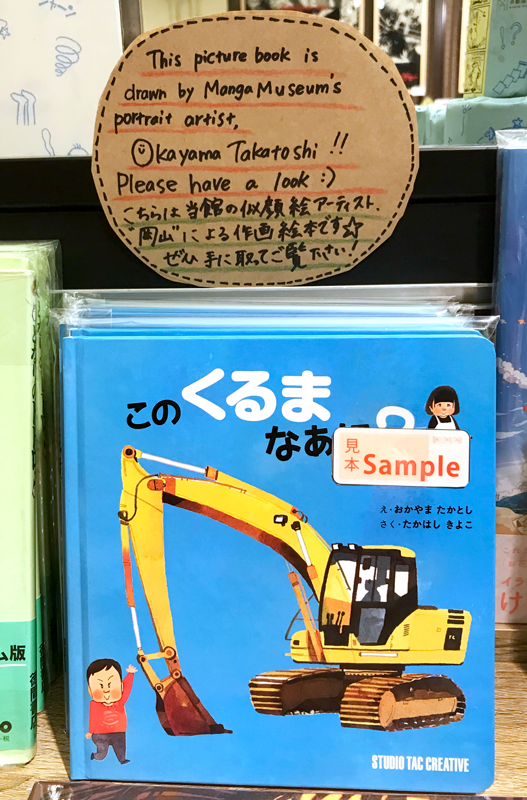 This picture book is
drawn by Manga Museum's
portrait artist,
Okayama Takatoshi !!
Please have a look :)
こちらは当館の似顔絵アーティスト、
"岡山"による作画絵本です☆
ぜひ手に取ってご覧ください！
このくるま
なあに？
見本
Sample
え・おかやま たかとし
さく・たかはし きよこ
STUDIO TAC CREATIVE
ム版